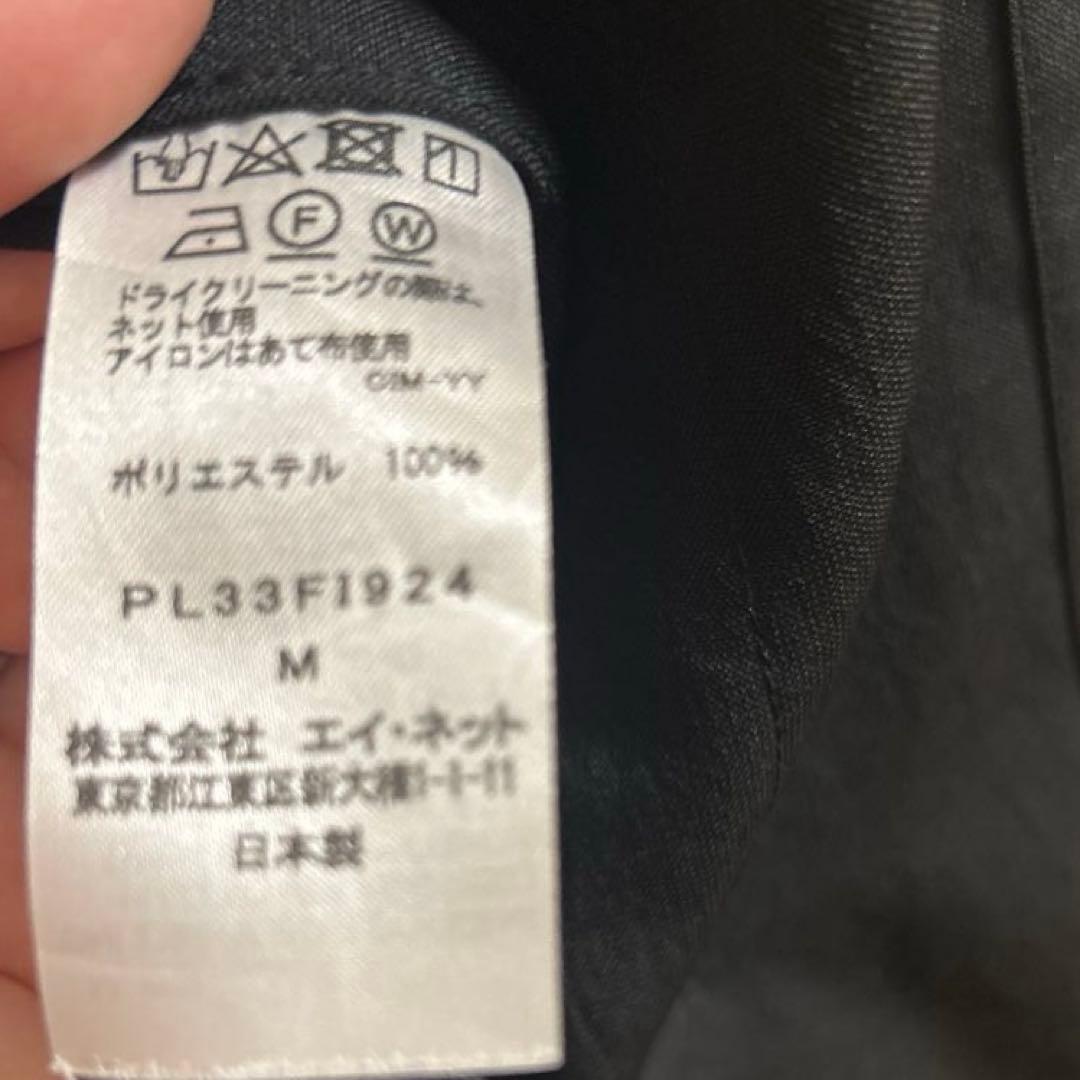 F W
ドライクリーニングの際は、
ネット使用
アイロンはあて布使用
CIM-YY
ポリエステル 100%
PL33FI924
M
株式会社 エイ・ネット
東京都江東区新大橋1-1-11
日本製